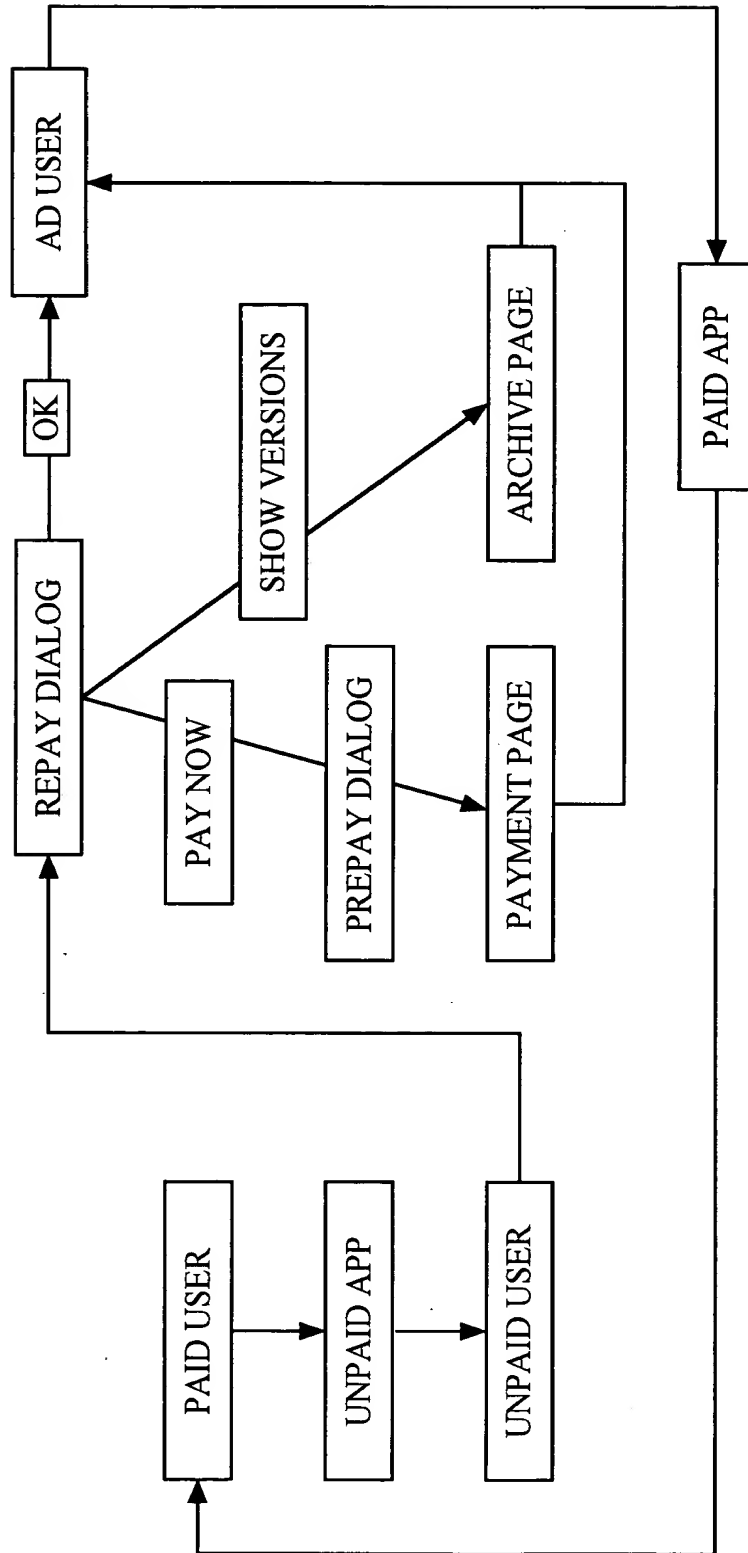 REPAY DIALOG
OK
AD USER
PAID USER
PAY NOW
SHOW VERSIONS
UNPAID APP
PREPAY DIALOG
UNPAID USER
PAYMENT PAGE
ARCHIVE PAGE
PAID APP